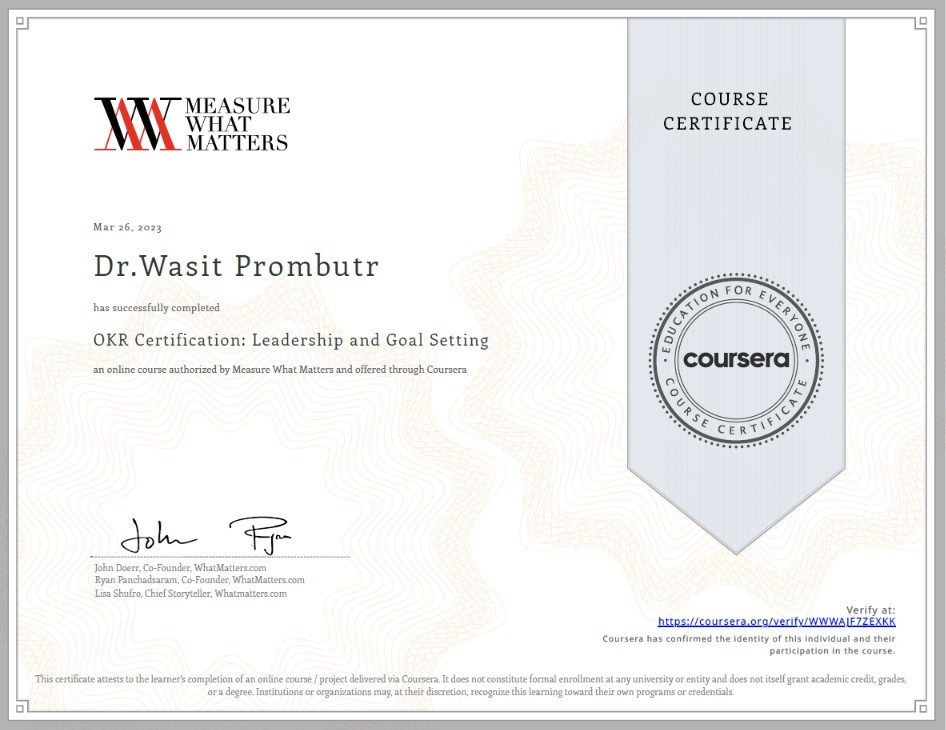 MEASURE
WHAT
MATTERS
COURSE
CERTIFICATE
Mar 26, 2023
Dr.Wasit Prombutr
has successfully completed
OKR Certification: Leadership and Goal Setting
an online course authorized by Measure What Matters and offered through Coursera
EDUCATION FOR EVERYONE
coursera
COURSE CERTIFICATE
John Ryan
John Doerr, Co-Founder, WhatMatters.com
Ryan Panchadsaram, Co-Founder, WhatMatters.com
Lisa Shufro, Chief Storyteller, Whatmatters.com
Verify at:
https://coursera.org/verify/WWWAJF7ZEXKK
Coursera has confirmed the identity of this individual and their
participation in the course.
This certificate attests to the learner's completion of an online course / project delivered via Coursera. It does not constitute formal enrollment at any university or entity and does not itself grant academic credit, grades,
or a degree. Institutions or organizations may, at their discretion, recognize this learning toward their own programs or credentials.